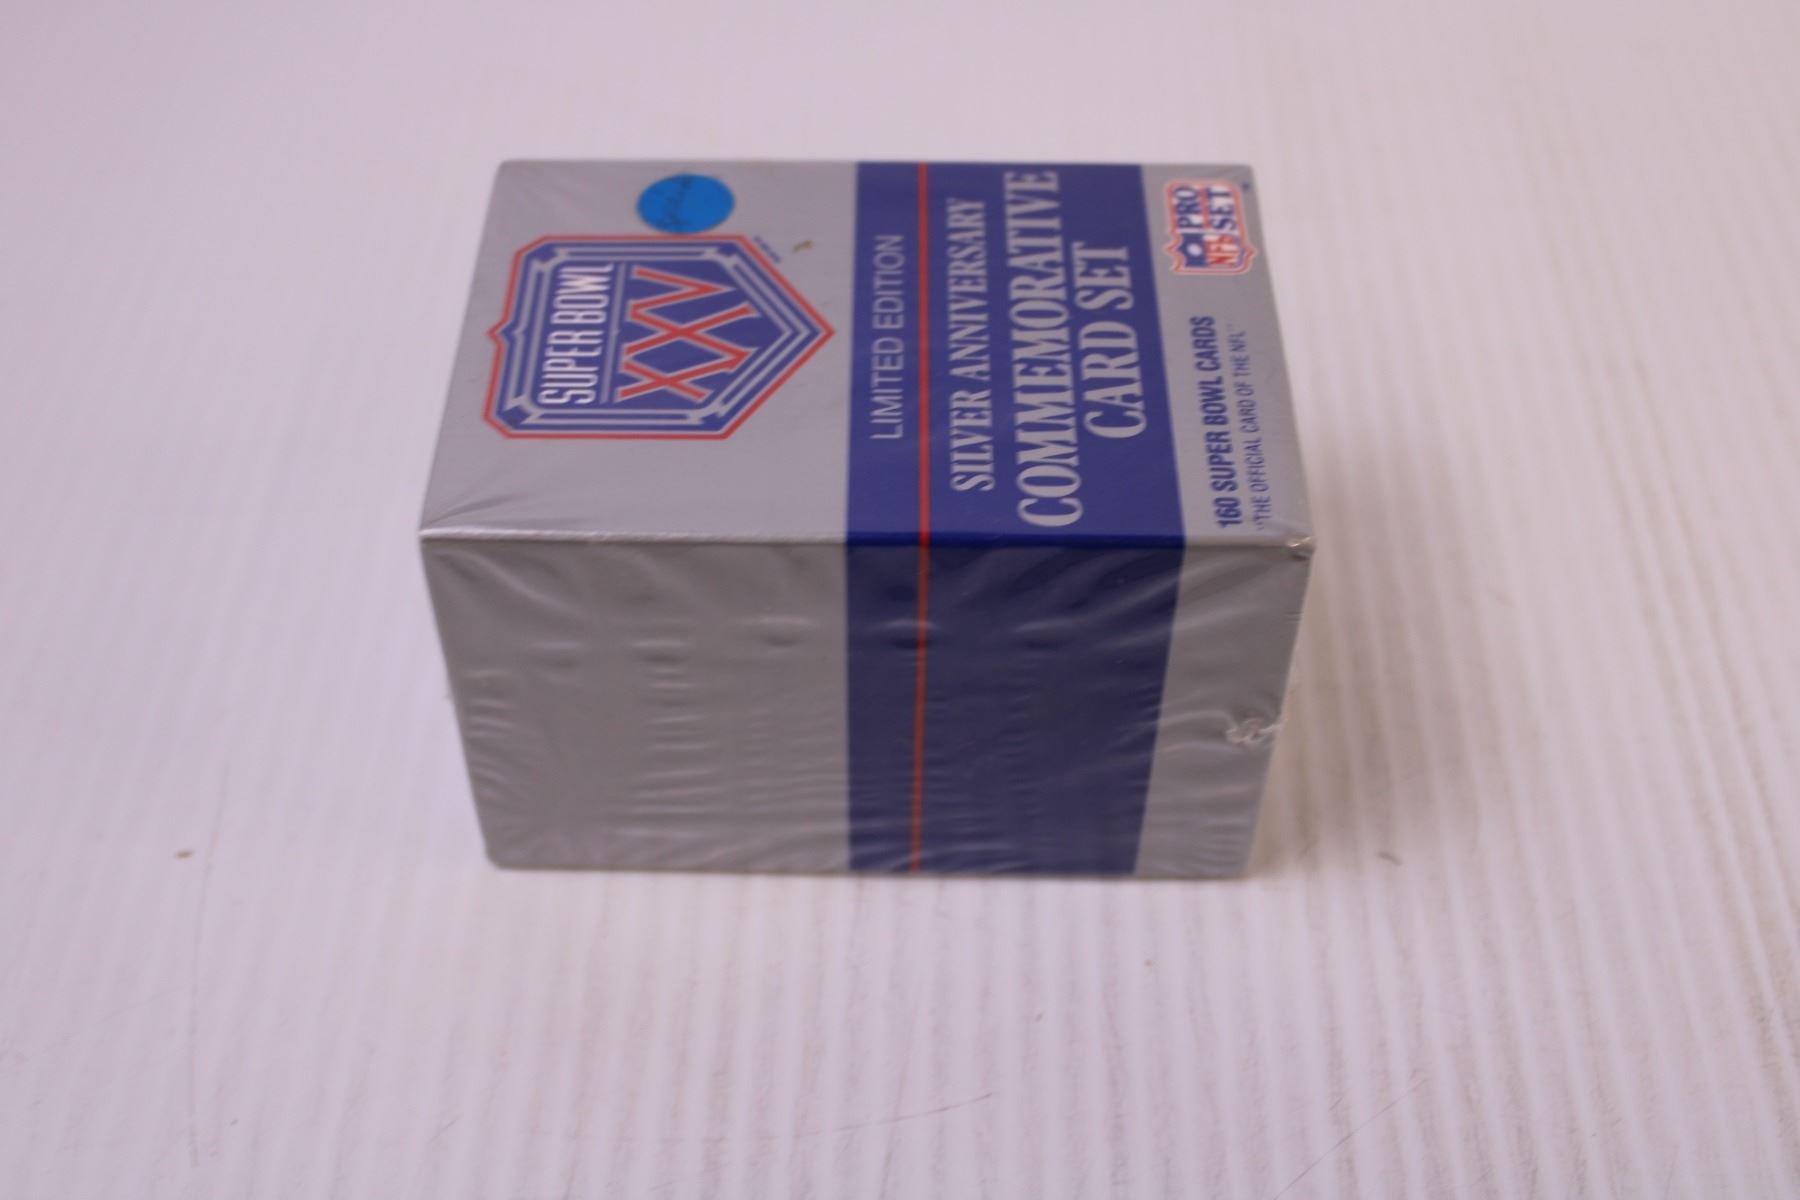 SUPER BOWL
XXV
LIMITED EDITION
SILVER ANNIVERSARY
COMMEMORATIVE
CARD SET
PRO
NFL SET
160 SUPER BOWL CARDS
"THE OFFICIAL CARD OF THE NFL"